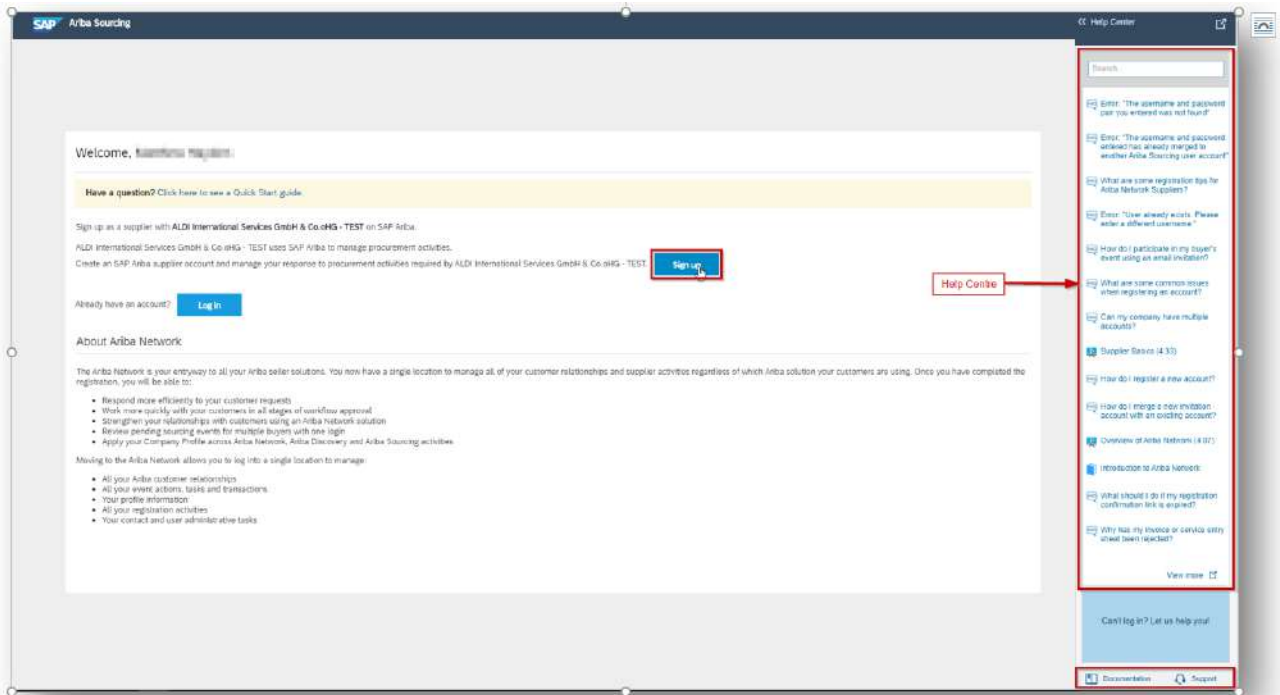 SAP Ariba Sourcing
Welcome,
Have a question? Click here to see a Quick Start guide.
Sign up as a supplier with ALDI International Services GmbH & Co.oHG - TEST on SAP Ariba.
ALDI International Services GmbH & Co.oHG - TEST uses SAP Ariba to manage procurement activities.
Create an SAP Ariba supplier account and manage your response to procurement activities required by ALDI International Services GmbH & Co.oHG - TEST.
Sign up
Already have an account?
Log in
About Ariba Network
The Ariba Network is your entryway to all your Ariba seller solutions. You now have a single location to manage all of your customer relationships and supplier activities regardless of which Ariba solution your customers are using. Once you have completed the
registration, you will be able to:
• Respond more efficiently to your customer requests
• Work more quickly with your customers in all stages of workflow approval
• Strengthen your relationships with customers using an Ariba Network solution
• Review pending sourcing events for multiple buyers with one login
• Apply your Company Profile across Ariba Network, Ariba Discovery and Ariba Sourcing activities
Moving to the Ariba Network allows you to log into a single location to manage:
• All your Ariba customer relationships
• All your event actions, tasks and transactions
• Your profile information
• All your registration activities
• Your contact and user administrative tasks
Help Centre
Help Center
Search
Error: "The username and password
pair you entered was not found"
Error: "The username and password
entered has already merged to
another Ariba Sourcing user account"
What are some registration tips for
Ariba Network Suppliers?
Error: "User already exists. Please
enter a different username."
How do I participate in my buyer's
event using an email invitation?
What are some common issues
when registering an account?
Can my company have multiple
accounts?
Supplier Basics (4:33)
How do I register a new account?
How do I merge a new invitation
account with an existing account?
Overview of Ariba Network (4:07)
Introduction to Ariba Network
What should I do if my registration
confirmation link is expired?
Why has my invoice or service entry
sheet been rejected?
View more
Can't log in? Let us help you!
Documentation
Support